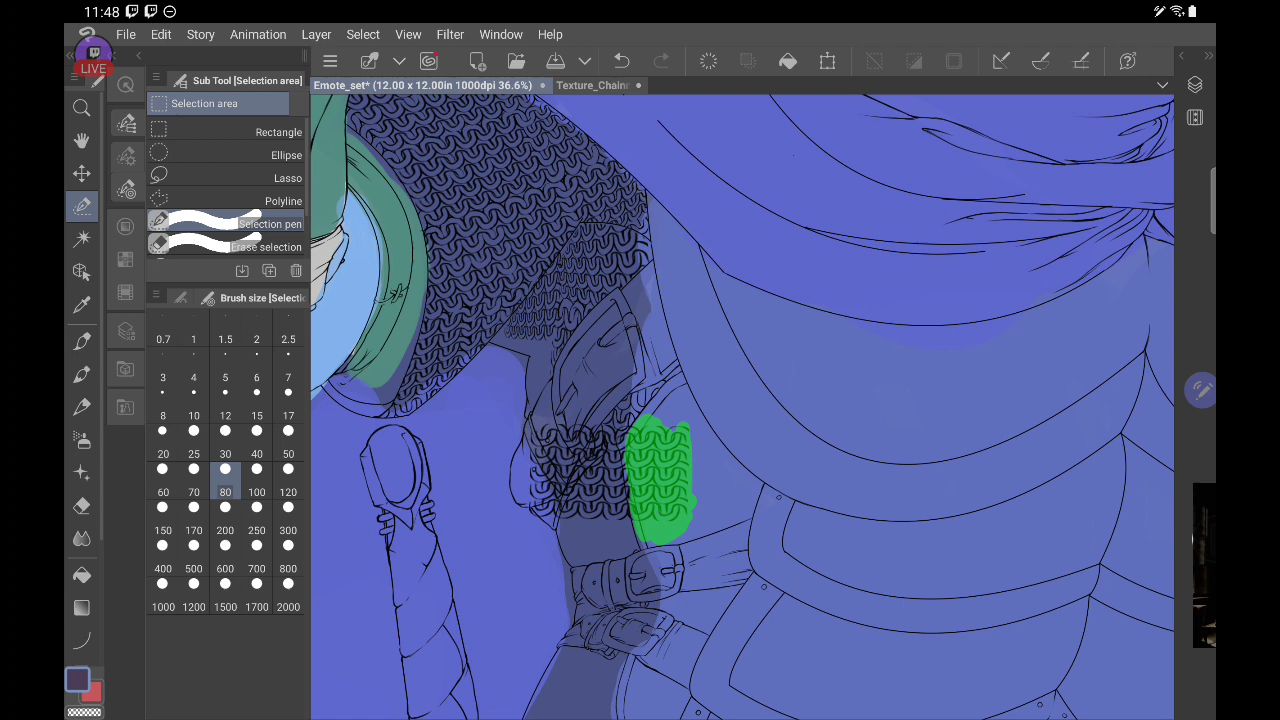 11:48
LIVE
File Edit Story Animation Layer Select View Filter Window Help
Sub Tool [Selection area]
Emote_set* (12.00 x 12.00in 1000dpi 36.6%)
Texture_Chain
Selection area
Rectangle
Ellipse
Lasso
Polyline
Selection pen
Erase selection
Brush size [Selectic
0.7 1 1.5 2 2.5
3 4 5 6 7
8 10 12 15 17
20 25 30 40 50
60 70 80 100 120
150 170 200 250 300
400 500 600 700 800
1000 1200 1500 1700 2000